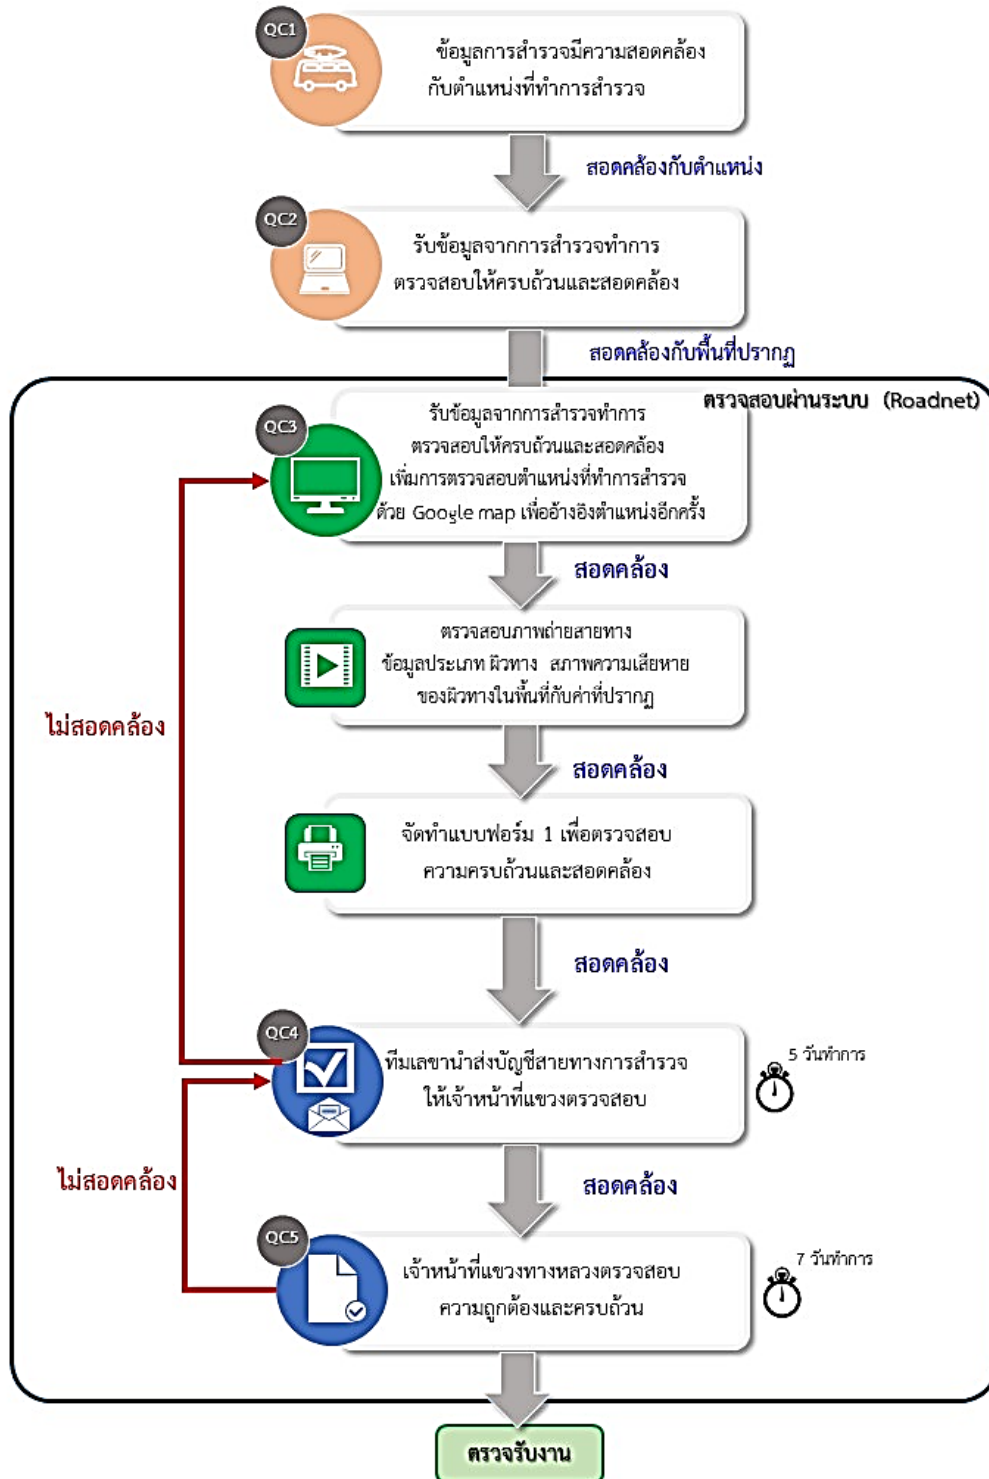 QC1
ข้อมูลการสำรวจมีความสอดคล้อง
กับตำแหน่งที่ทำการสำรวจ
สอดคล้องกับตำแหน่ง
QC2
รับข้อมูลจากการสำรวจทำการ
ตรวจสอบให้ครบถ้วนและสอดคล้อง
สอดคล้องกับพื้นที่ปรากฏ
ตรวจสอบผ่านระบบ (Roadnet)
QC3
รับข้อมูลจากการสำรวจทำการ
ตรวจสอบให้ครบถ้วนและสอดคล้อง
เพิ่มการตรวจสอบตำแหน่งที่ทำการสำรวจ
ด้วย Google map เพื่ออ้างอิงตำแหน่งอีกครั้ง
สอดคล้อง
ตรวจสอบภาพถ่ายสายทาง
ข้อมูลประเภท ผิวทาง สภาพความเสียหาย
ของผิวทางในพื้นที่กับค่าที่ปรากฏ
ไม่สอดคล้อง
สอดคล้อง
จัดทำแบบฟอร์ม 1 เพื่อตรวจสอบ
ความครบถ้วนและสอดคล้อง
สอดคล้อง
QC4
ทีมเลขานำส่งบัญชีสายทางการสำรวจ
ให้เจ้าหน้าที่แขวงตรวจสอบ
5 วันทำการ
ไม่สอดคล้อง
สอดคล้อง
QC5
เจ้าหน้าที่แขวงทางหลวงตรวจสอบ
ความถูกต้องและครบถ้วน
7 วันทำการ
ตรวจรับงาน